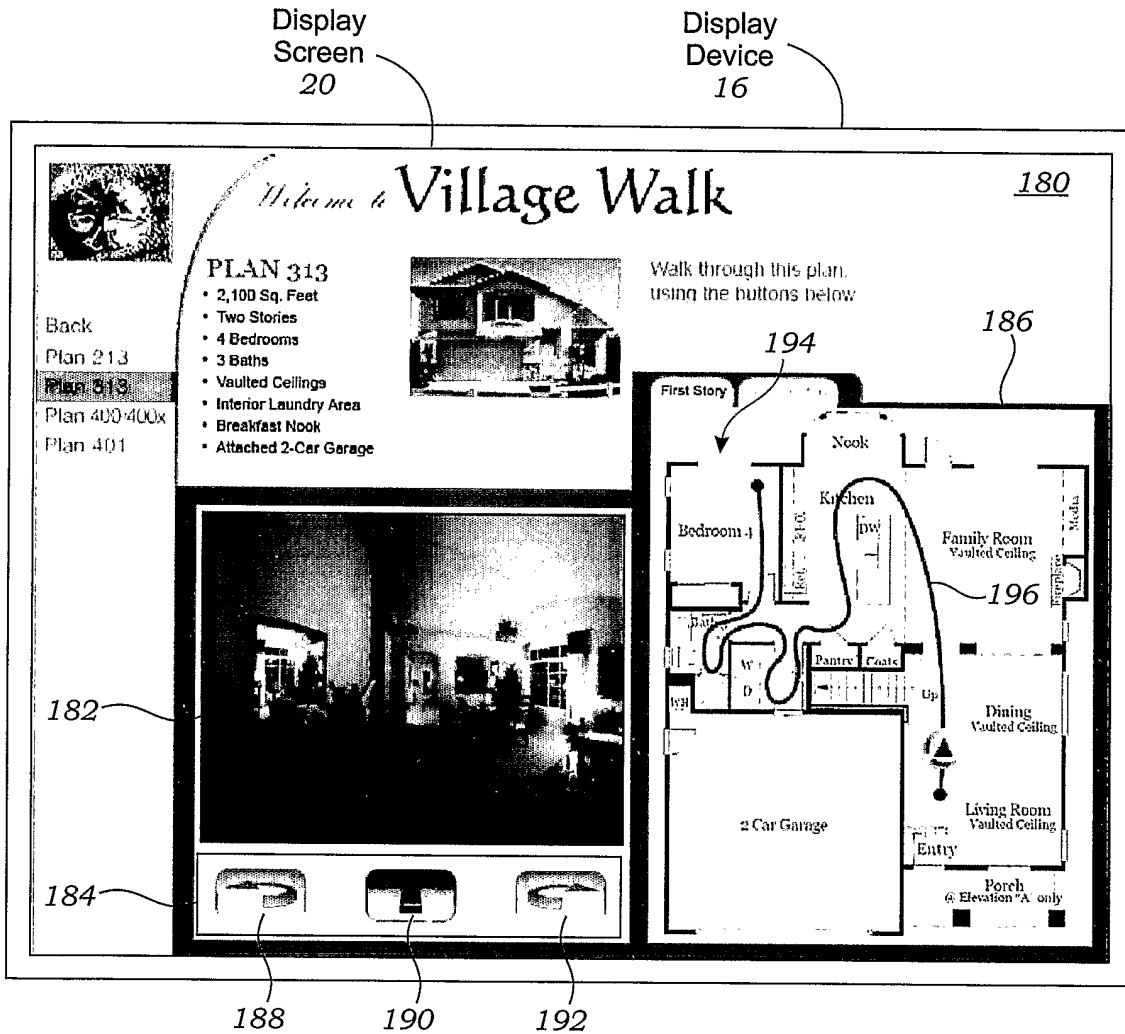 Display
Screen
20
Display
Device
16
Welcome to Village Walk
180
PLAN 313
• 2,100 Sq. Feet
• Two Stories
• 4 Bedrooms
• 3 Baths
• Vaulted Ceilings
• Interior Laundry Area
• Breakfast Nook
• Attached 2-Car Garage
Walk through this plan,
using the buttons below
Back
Plan 213
Plan 313
Plan 400/400x
Plan 401
194
186
First Story
Nook
Kitchen
Bedroom 4
DW
Ref.
Family Room
Vaulted Ceiling
Media
Fireplace
196
Pantry
Coats
W
D
WH
Up
Dining
Vaulted Ceiling
Living Room
Vaulted Ceiling
2 Car Garage
Entry
Porch
@ Elevation "A" only
182
184
188
190
192